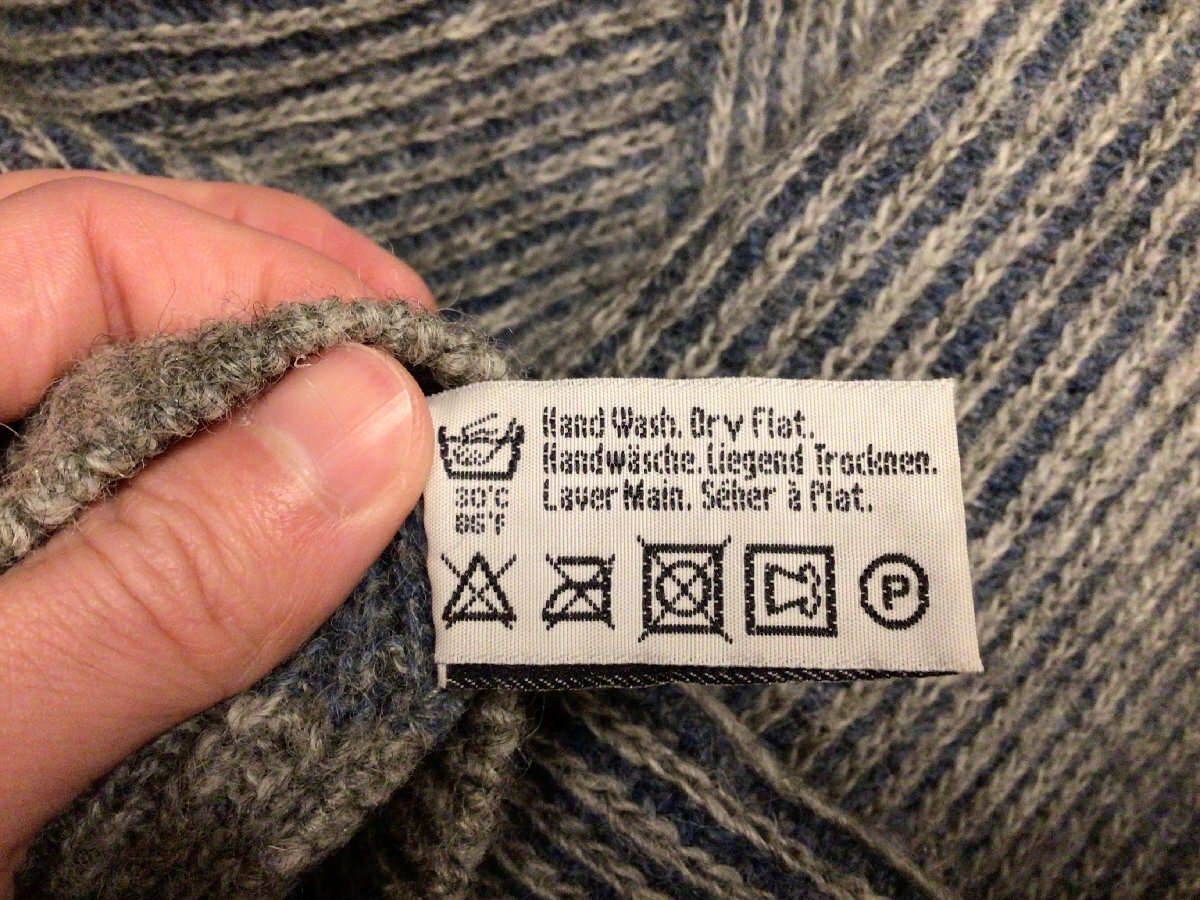 Hand Wash. Dry Flat.
Handwäsche. Liegend Trocknen.
Laver Main. Séher à Plat.
30°C
86°F
P